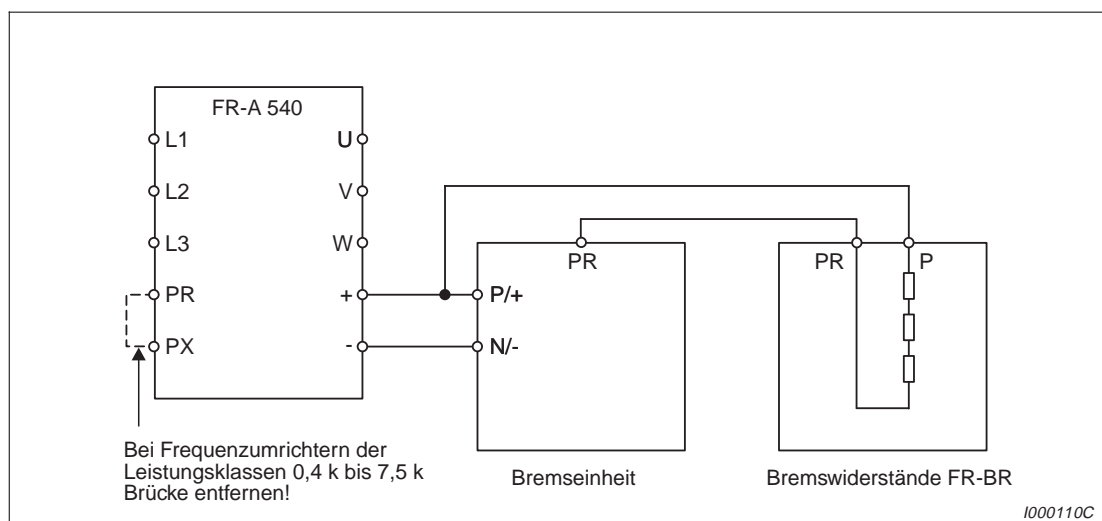 FR-A 540
L1
U
L2
V
L3
W
PR
+
PX
-
PR
P/+
N/-
PR
P
Bei Frequenzumrichtern der
Leistungsklassen 0,4 k bis 7,5 k
Brücke entfernen!
Bremseinheit
Bremswiderstände FR-BR
I000110C